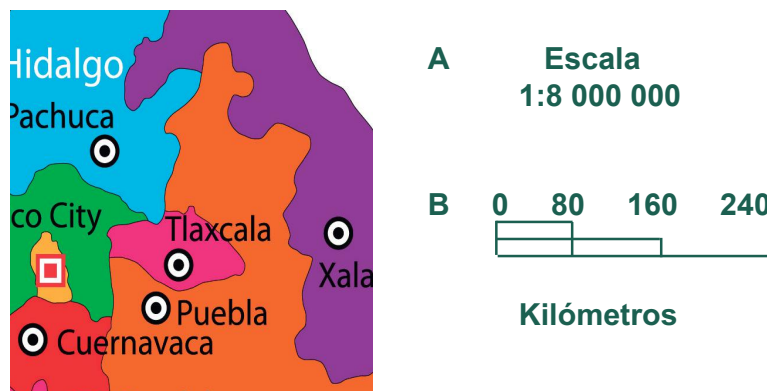 Hidalgo
Pachuca
co City
Tlaxcala
Xala
Puebla
Cuernavaca
A Escala
1:8 000 000
B 0 80 160 240
Kilómetros